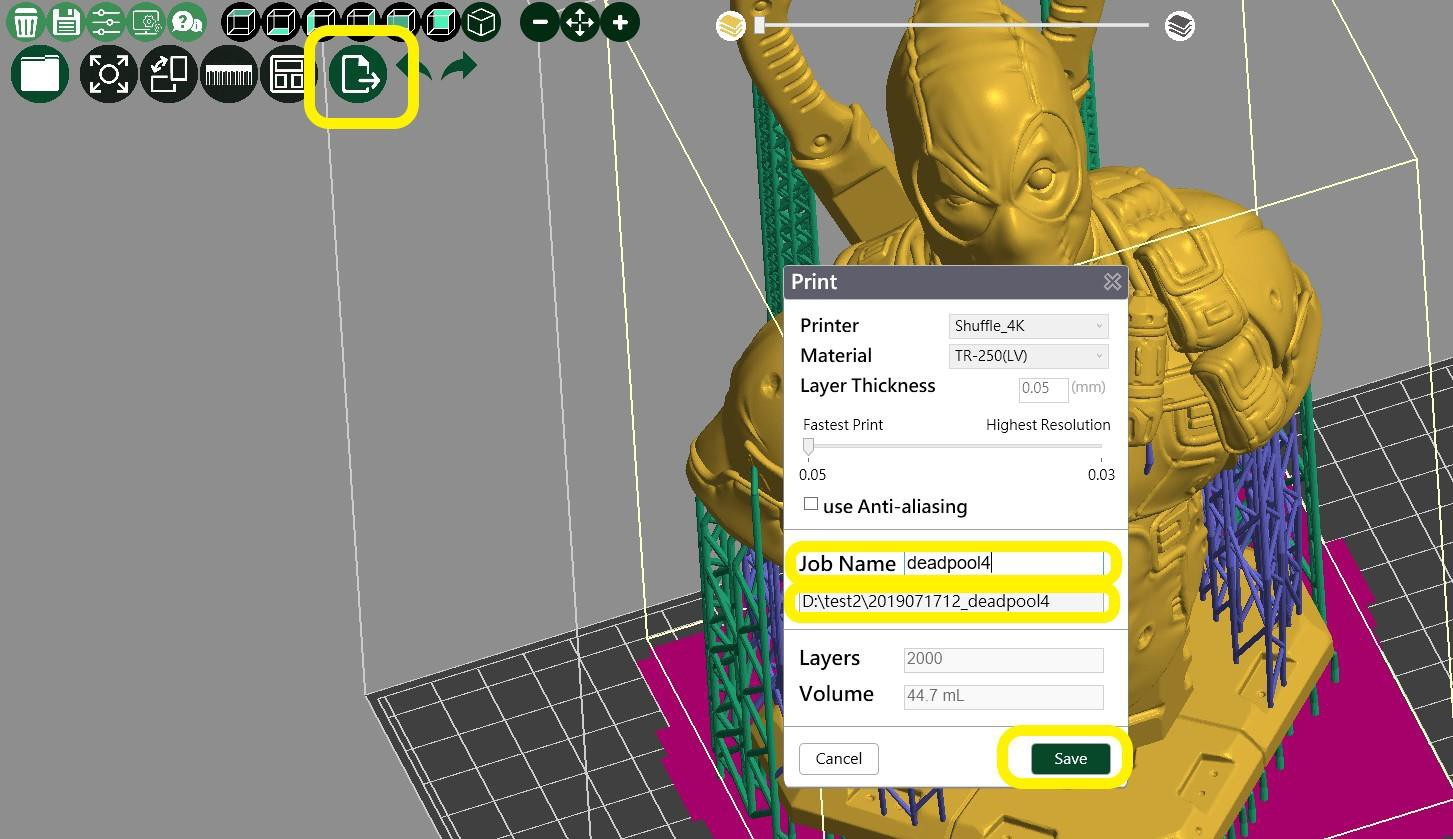 Print
Printer Shuffle_4K
Material TR-250(LV)
Layer Thickness 0.05 (mm)
Fastest Print Highest Resolution
0.05 0.03
use Anti-aliasing
Job Name deadpool4
D:\test2\2019071712_deadpool4
Layers 2000
Volume 44.7 mL
Cancel Save